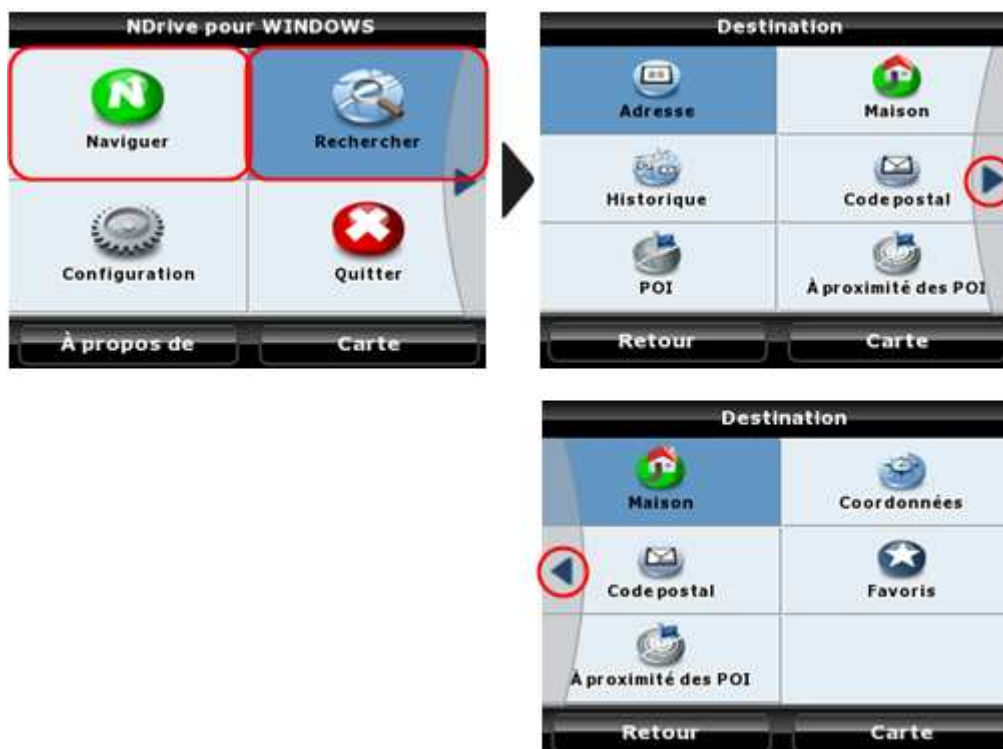 NDrive pour WINDOWS
Naviguer
Rechercher
Configuration
Quitter
À propos de
Carte
Destination
Adresse
Maison
Historique
Code postal
POI
À proximité des POI
Retour
Carte
Destination
Maison
Coordonnées
Code postal
Favoris
À proximité des POI
Retour
Carte